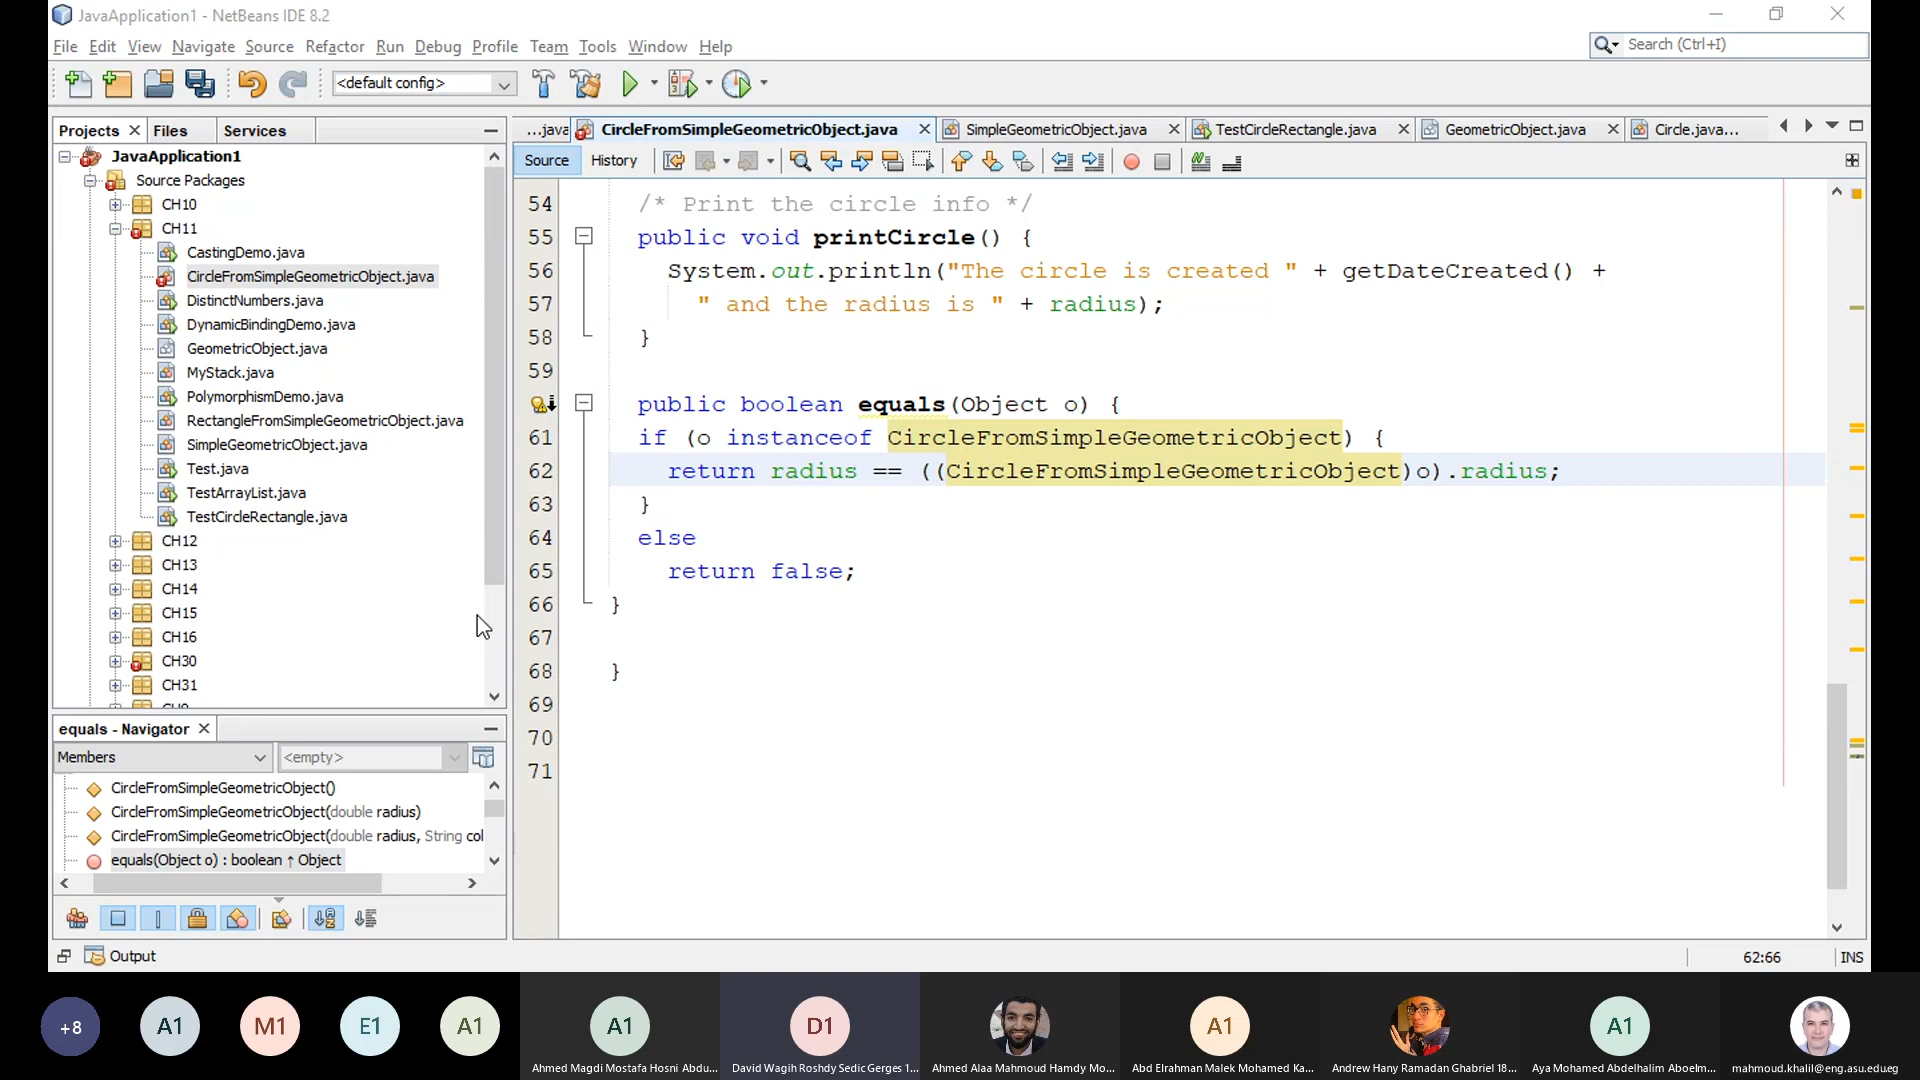 JavaApplication1 - NetBeans IDE 8.2
File Edit View Navigate Source Refactor Run Debug Profile Team Tools Window Help
Search (Ctrl+I)
<default config>
Projects Files Services
JavaApplication1
Source Packages
CH10
CH11
CastingDemo.java
CircleFromSimpleGeometricObject.java
DistinctNumbers.java
DynamicBindingDemo.java
GeometricObject.java
MyStack.java
PolymorphismDemo.java
RectangleFromSimpleGeometricObject.java
SimpleGeometricObject.java
Test.java
TestArrayList.java
TestCircleRectangle.java
CH12
CH13
CH14
CH15
CH16
CH30
CH31
equals - Navigator
Members
<empty>
CircleFromSimpleGeometricObject()
CircleFromSimpleGeometricObject(double radius)
CircleFromSimpleGeometricObject(double radius, String col
equals(Object o) : boolean ↑ Object
...java CircleFromSimpleGeometricObject.java SimpleGeometricObject.java TestCircleRectangle.java GeometricObject.java Circle.java...
Source History
54 /* Print the circle info */
55 public void printCircle() {
56 System.out.println("The circle is created " + getDateCreated() +
57 " and the radius is " + radius);
58 }
59
public boolean equals(Object o) {
61 if (o instanceof CircleFromSimpleGeometricObject) {
62 return radius == ((CircleFromSimpleGeometricObject)o).radius;
63 }
64 else
65 return false;
66 }
67
68 }
69
70
71
Output
62:66 INS
+8 A1 M1 E1 A1 A1 D1 A1 A1
Ahmed Magdi Mostafa Hosni Abdu...
David Wagih Roshdy Sedic Gerges 1...
Ahmed Alaa Mahmoud Hamdy Mo...
Abd Elrahman Malek Mohamed Ka...
Andrew Hany Ramadan Ghabriel 18...
Aya Mohamed Abdelhalim Aboelm...
mahmoud.khalil@eng.asu.edu.eg